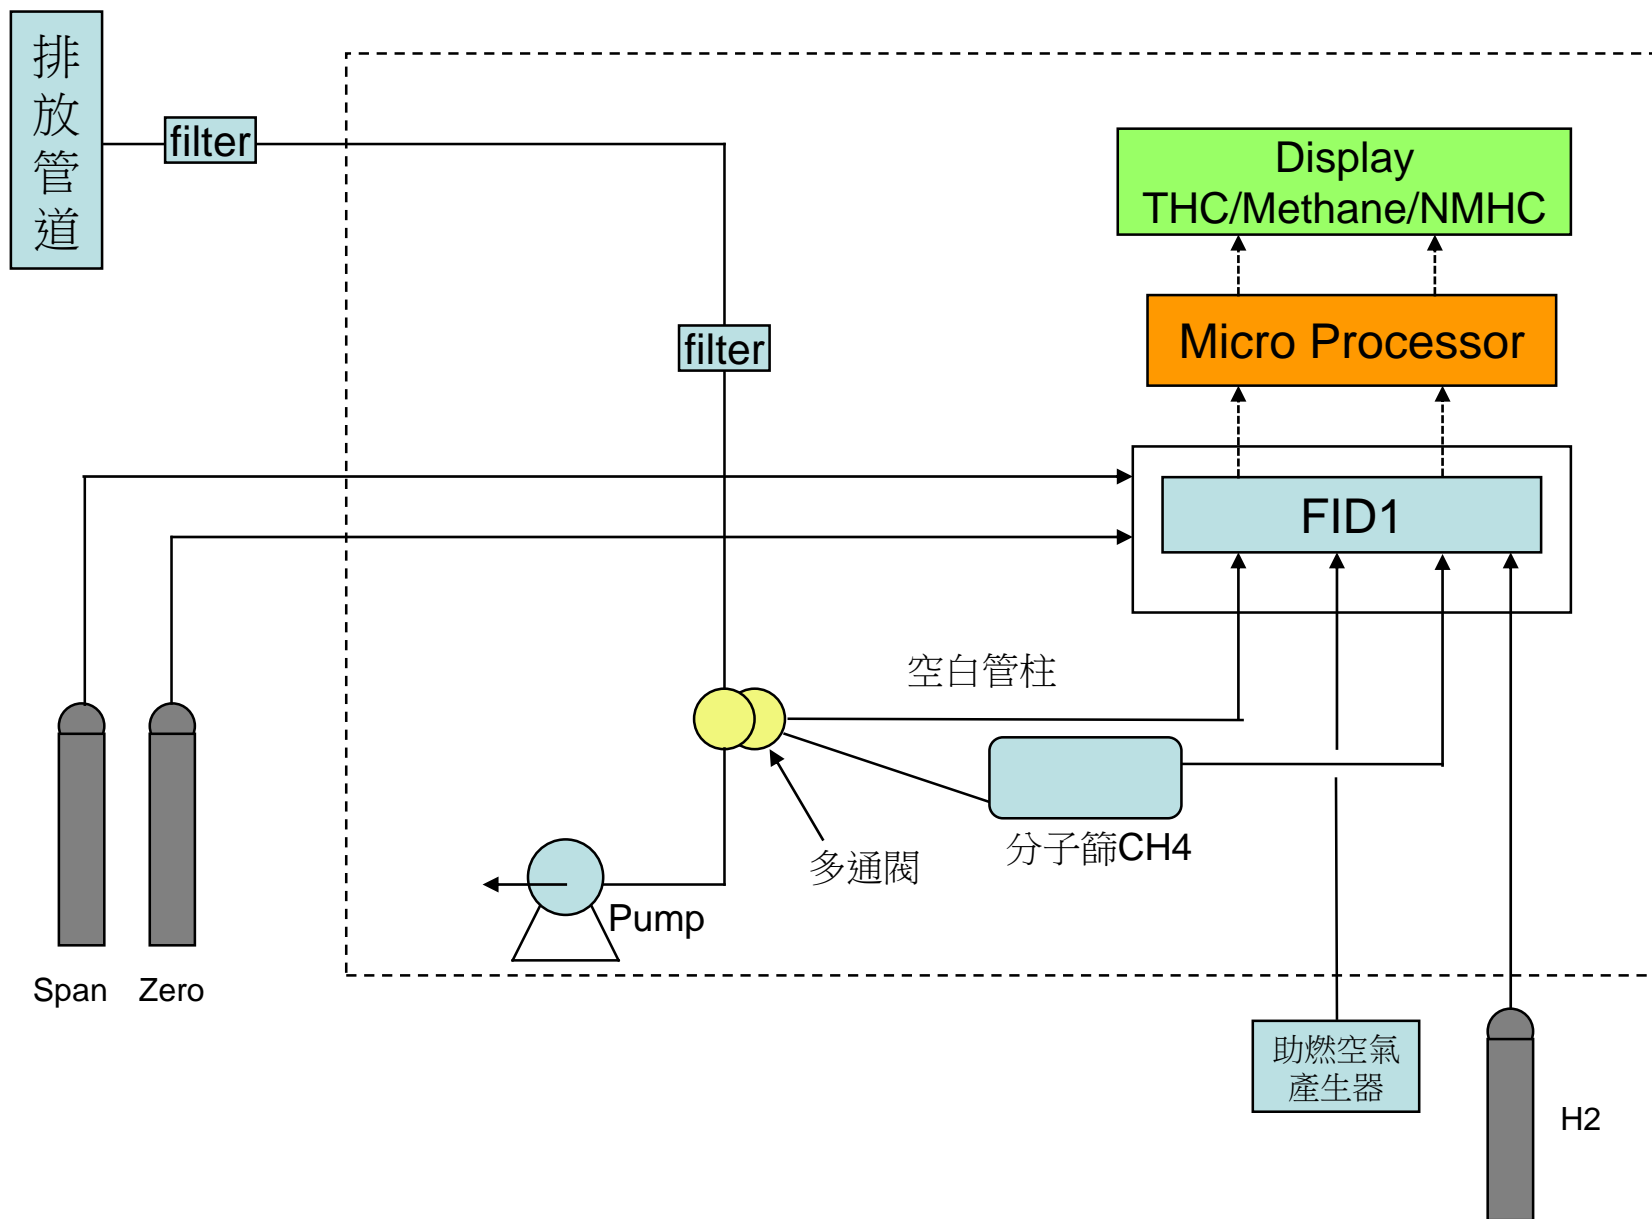 排放管道
filter
Display
THC/Methane/NMHC
Micro Processor
filter
FID1
空白管柱
分子篩CH4
多通閥
Pump
Span
Zero
助燃空氣
產生器
H2